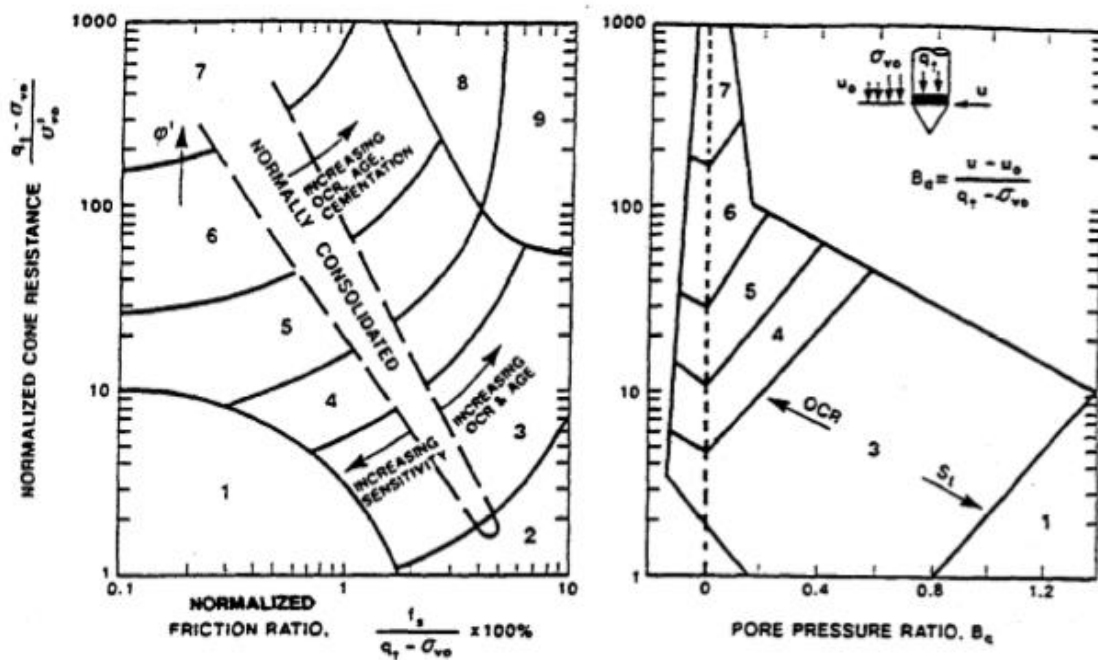 1000
100
10
1
NORMALIZED CONE RESISTANCE
q_T - σ_vo
σ'_vo
7
φ'
6
5
4
1
8
9
3
2
NORMALLY CONSOLIDATED
INCREASING
OCR, AGE,
CEMENTATION
INCREASING
OCR & AGE
INCREASING
SENSITIVITY
0.1
1
10
NORMALIZED
FRICTION RATIO,
f_s
q_T - σ_vo
x 100%
1000
100
10
1
7
6
5
4
3
1
σ_vo
q_T
u_o
u
B_q = u - u_o
q_T - σ_vo
OCR
S_t
0
0.4
0.8
1.2
PORE PRESSURE RATIO, B_q